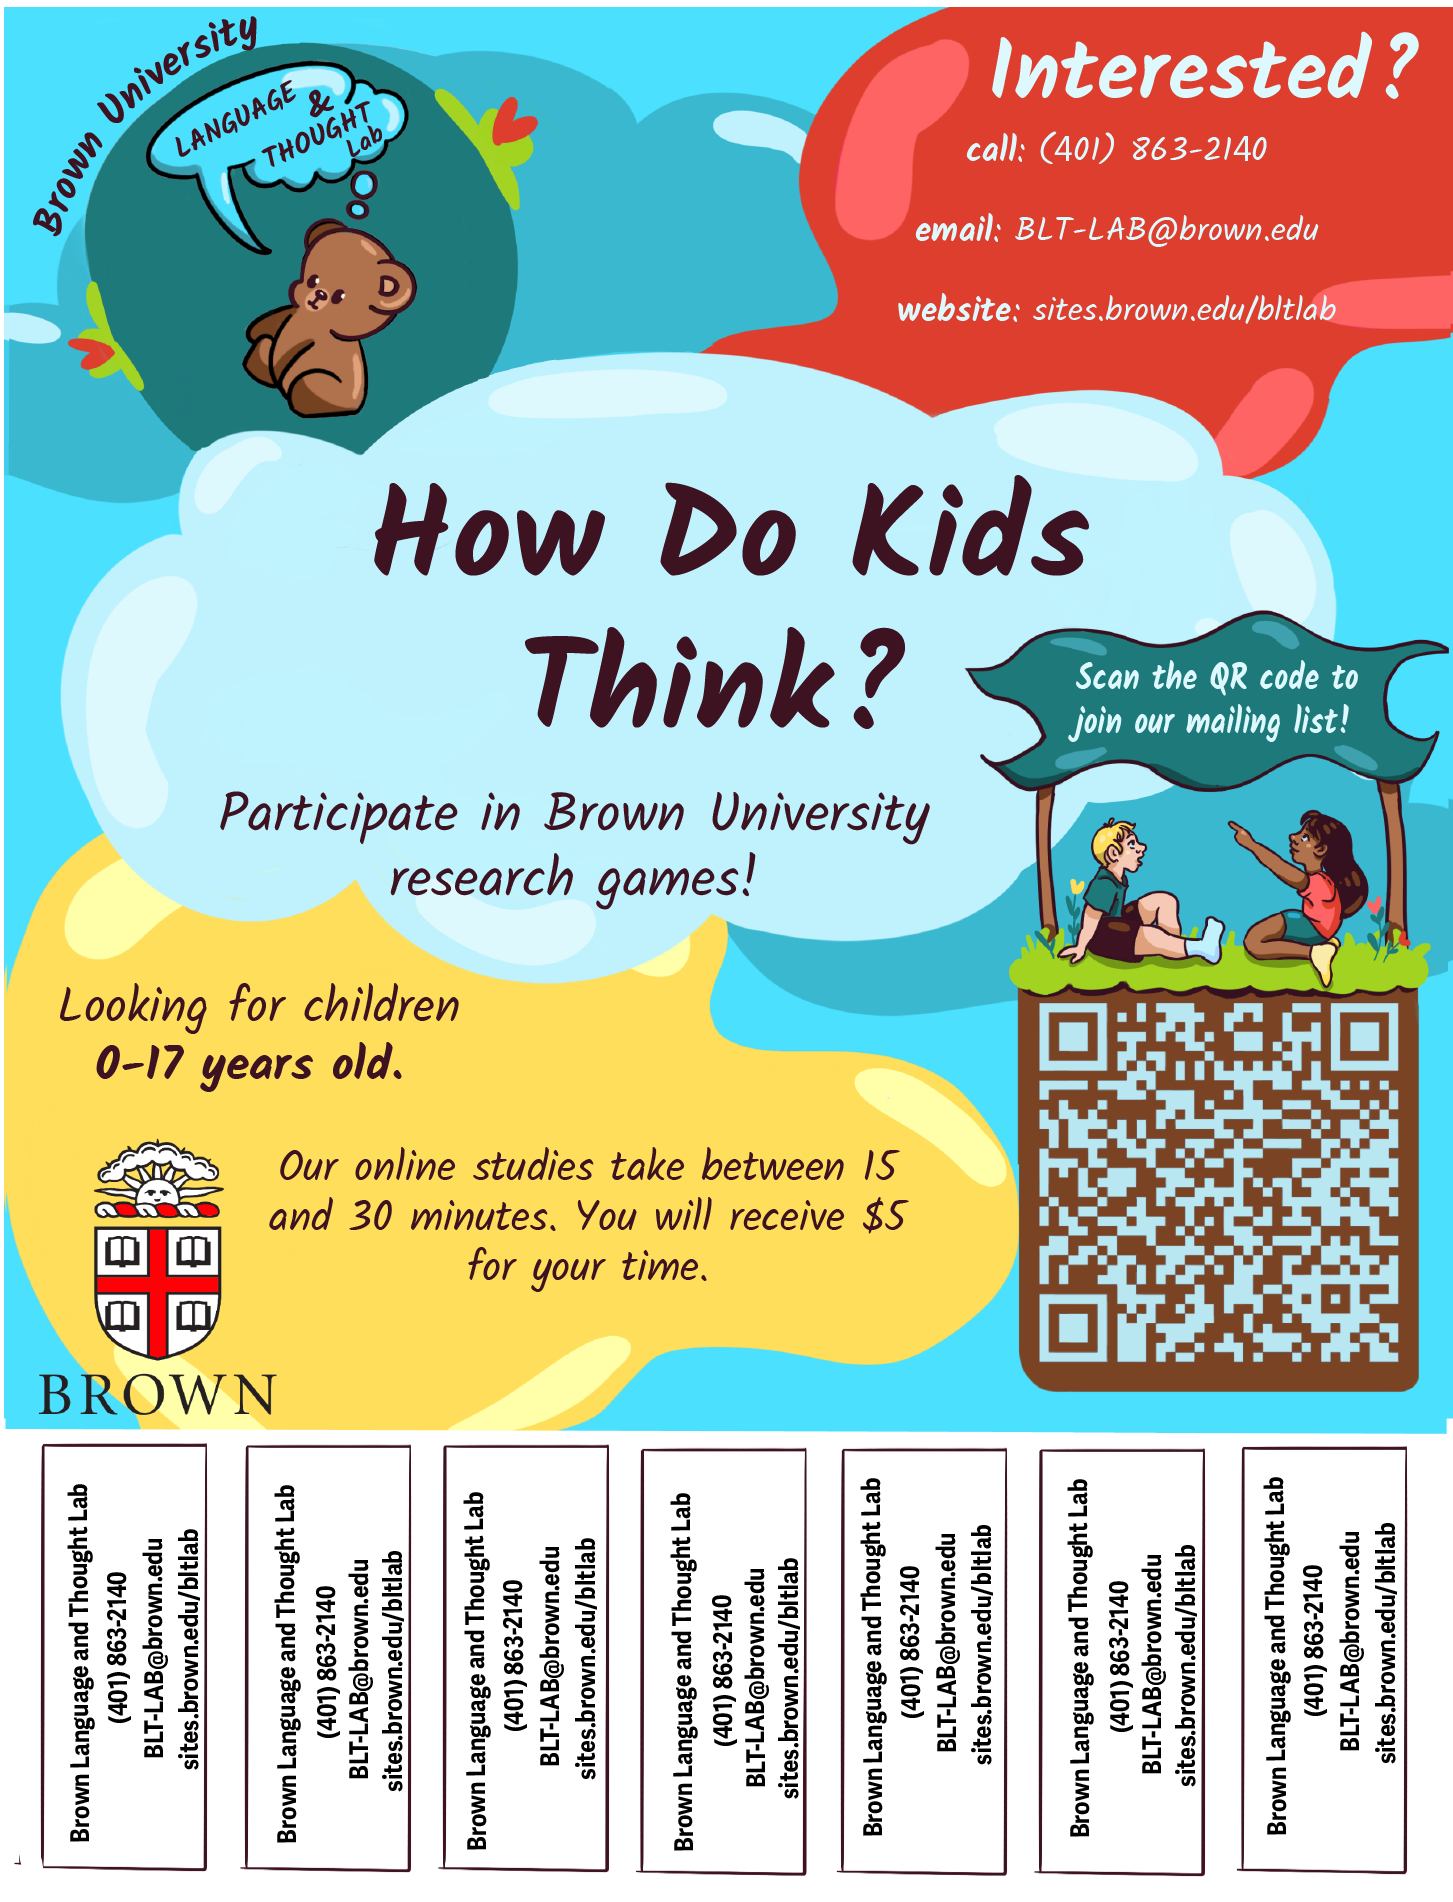 Brown University
LANGUAGE &
THOUGHT
Lab
Interested?
call: (401) 863-2140
email: BLT-LAB@brown.edu
website: sites.brown.edu/bltlab
How Do Kids
Think?
Participate in Brown University
research games!
Scan the QR code to
join our mailing list!
Looking for children
0-17 years old.
Our online studies take between 15
and 30 minutes. You will receive $5
for your time.
BROWN
Brown Language and Thought Lab
(401) 863-2140
BLT-LAB@brown.edu
sites.brown.edu/bltlab
Brown Language and Thought Lab
(401) 863-2140
BLT-LAB@brown.edu
sites.brown.edu/bltlab
Brown Language and Thought Lab
(401) 863-2140
BLT-LAB@brown.edu
sites.brown.edu/bltlab
Brown Language and Thought Lab
(401) 863-2140
BLT-LAB@brown.edu
sites.brown.edu/bltlab
Brown Language and Thought Lab
(401) 863-2140
BLT-LAB@brown.edu
sites.brown.edu/bltlab
Brown Language and Thought Lab
(401) 863-2140
BLT-LAB@brown.edu
sites.brown.edu/bltlab
Brown Language and Thought Lab
(401) 863-2140
BLT-LAB@brown.edu
sites.brown.edu/bltlab